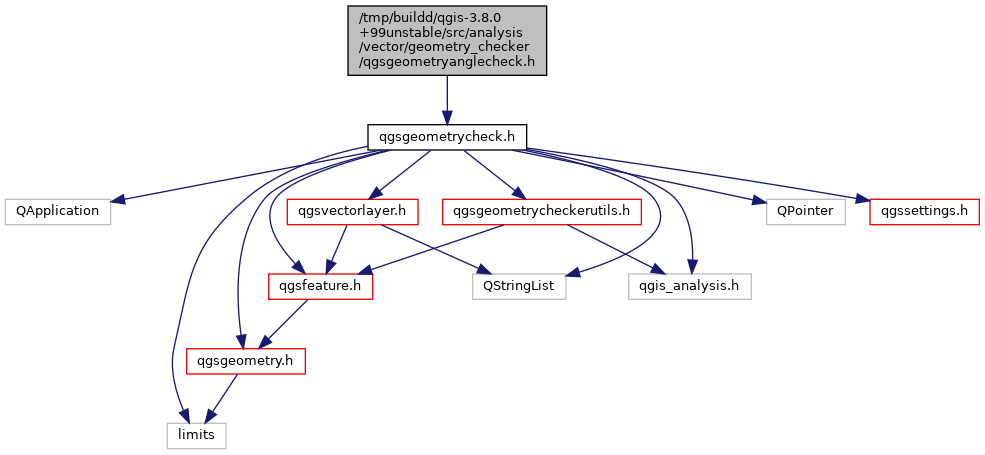 /tmp/buildd/qgis-3.8.0
+99unstable/src/analysis
/vector/geometry_checker
/qgsgeometryanglecheck.h
qgsgeometrycheck.h
QApplication
qgsvectorlayer.h
qgsgeometrycheckerutils.h
QPointer
qgssettings.h
qgsfeature.h
QStringList
qgis_analysis.h
qgsgeometry.h
limits